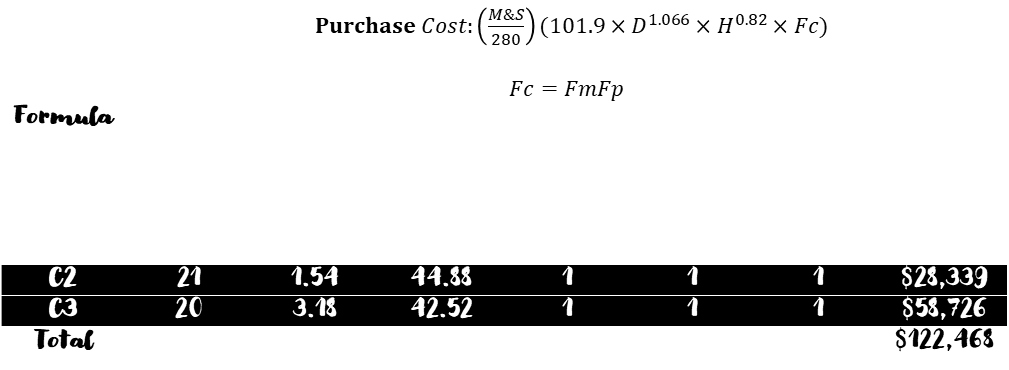 Purchase Cost: (M&S/280)(101.9 × D^1.066 × H^0.82 × Fc)
Fc = FmFp
Formula
C2 21 1.54 44.88 1 1 1 $28,339
C3 20 3.18 42.52 1 1 1 $58,726
Total $122,468